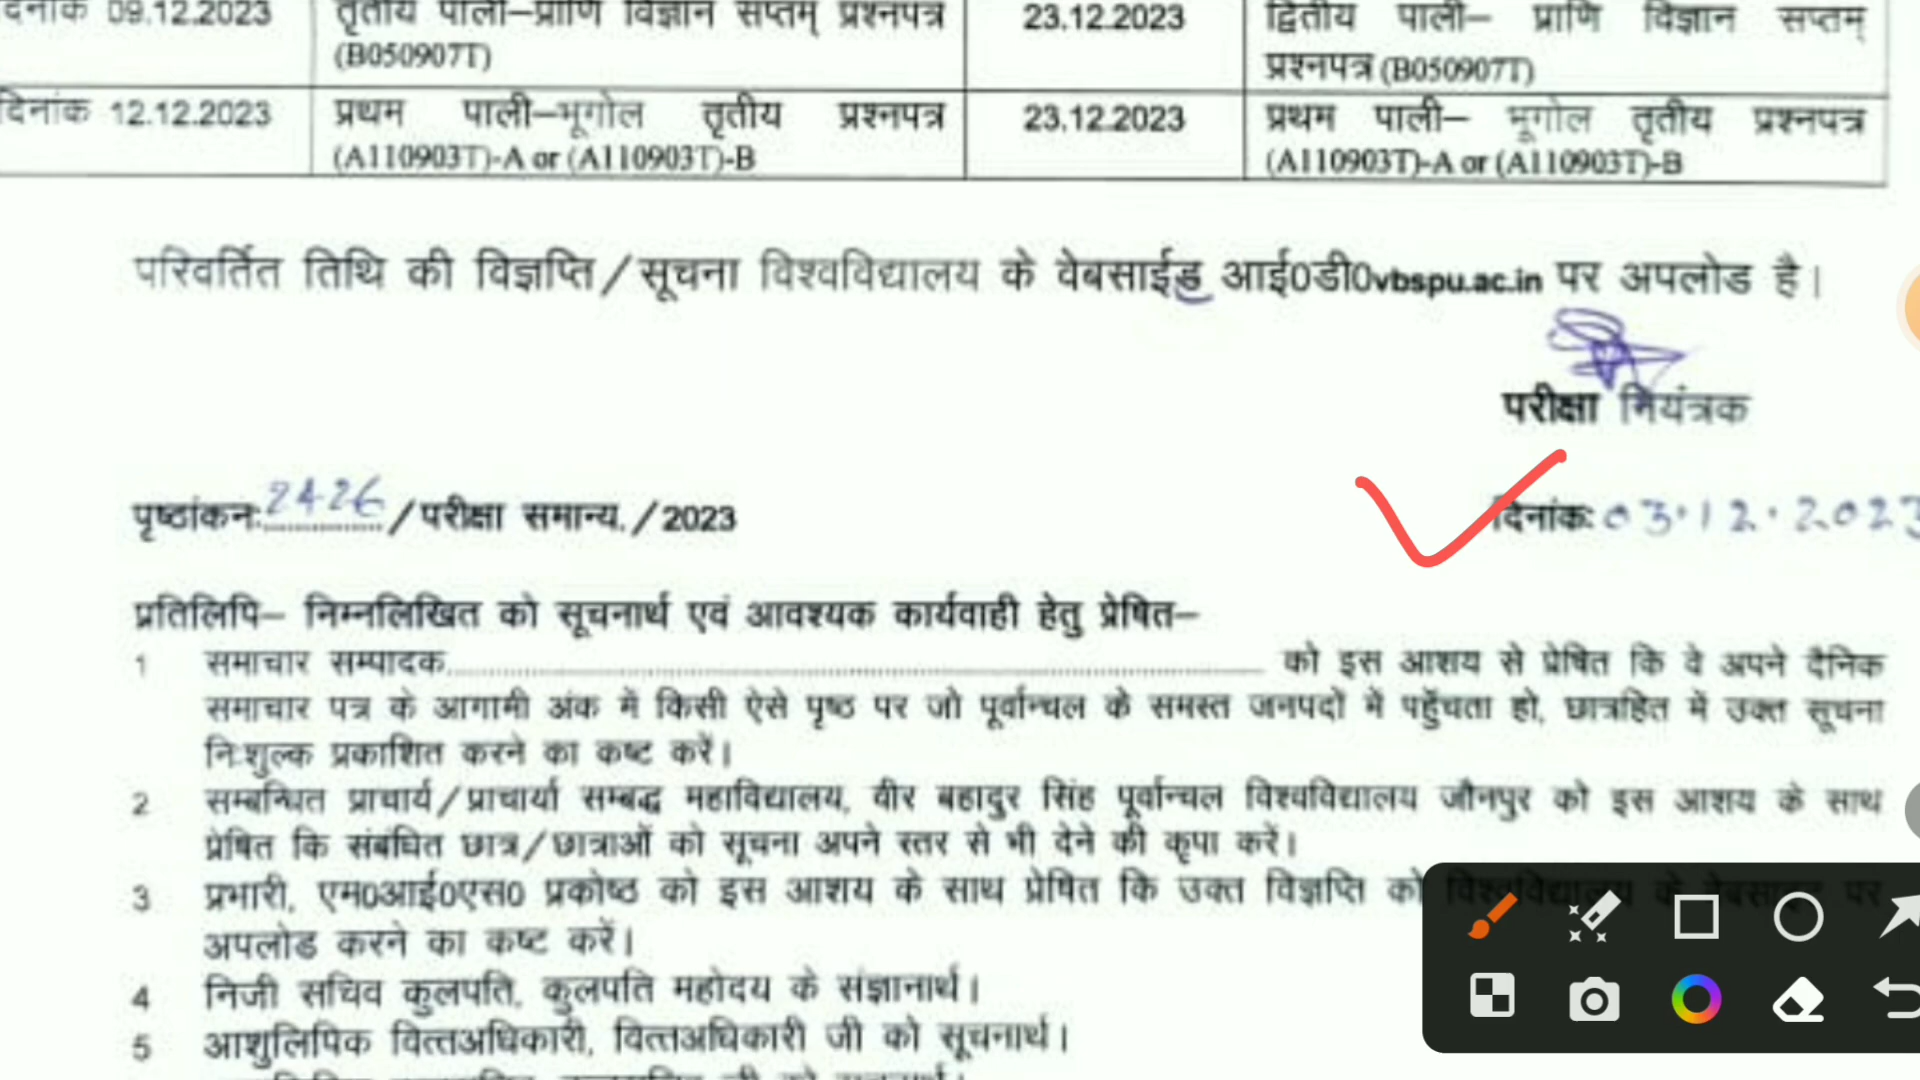 दिनांक 09.12.2023 तृतीय पाली–प्राणि विज्ञान सप्तम् प्रश्नपत्र (B050907T) 23.12.2023 द्वितीय पाली– प्राणि विज्ञान सप्तम् प्रश्नपत्र (B050907T)
दिनांक 12.12.2023 प्रथम पाली–भूगोल तृतीय प्रश्नपत्र (A110903T)-A or (A110903T)-B 23.12.2023 प्रथम पाली– भूगोल तृतीय प्रश्नपत्र (A110903T)-A or (A110903T)-B
परिवर्तित तिथि की विज्ञप्ति/सूचना विश्वविद्यालय के वेबसाईड आई0डी0vbspu.ac.in पर अपलोड है।
परीक्षा नियंत्रक
पृष्ठांकनः 2426 /परीक्षा समान्य./2023 दिनांकः 03.12.2023
प्रतिलिपि– निम्नलिखित को सूचनार्थ एवं आवश्यक कार्यवाही हेतु प्रेषित–
1 समाचार सम्पादक.................... को इस आशय से प्रेषित कि वे अपने दैनिक
समाचार पत्र के आगामी अंक में किसी ऐसे पृष्ठ पर जो पूर्वान्चल के समस्त जनपदों में पहुँचता हो, छात्रहित में उक्त सूचना
निःशुल्क प्रकाशित करने का कष्ट करें।
2 सम्बन्धित प्राचार्य/प्राचार्या सम्बद्ध महाविद्यालय, वीर बहादुर सिंह पूर्वान्चल विश्वविद्यालय जौनपुर को इस आशय के साथ
प्रेषित कि संबंधित छात्र/छात्राओं को सूचना अपने स्तर से भी देने की कृपा करें।
3 प्रभारी, एम0आई0एस0 प्रकोष्ठ को इस आशय के साथ प्रेषित कि उक्त विज्ञप्ति को विश्वविद्यालय के वेबसाइट पर
अपलोड करने का कष्ट करें।
4 निजी सचिव कुलपति, कुलपति महोदय के संज्ञानार्थ।
5 आशुलिपिक वित्तअधिकारी, वित्तअधिकारी जी को सूचनार्थ।